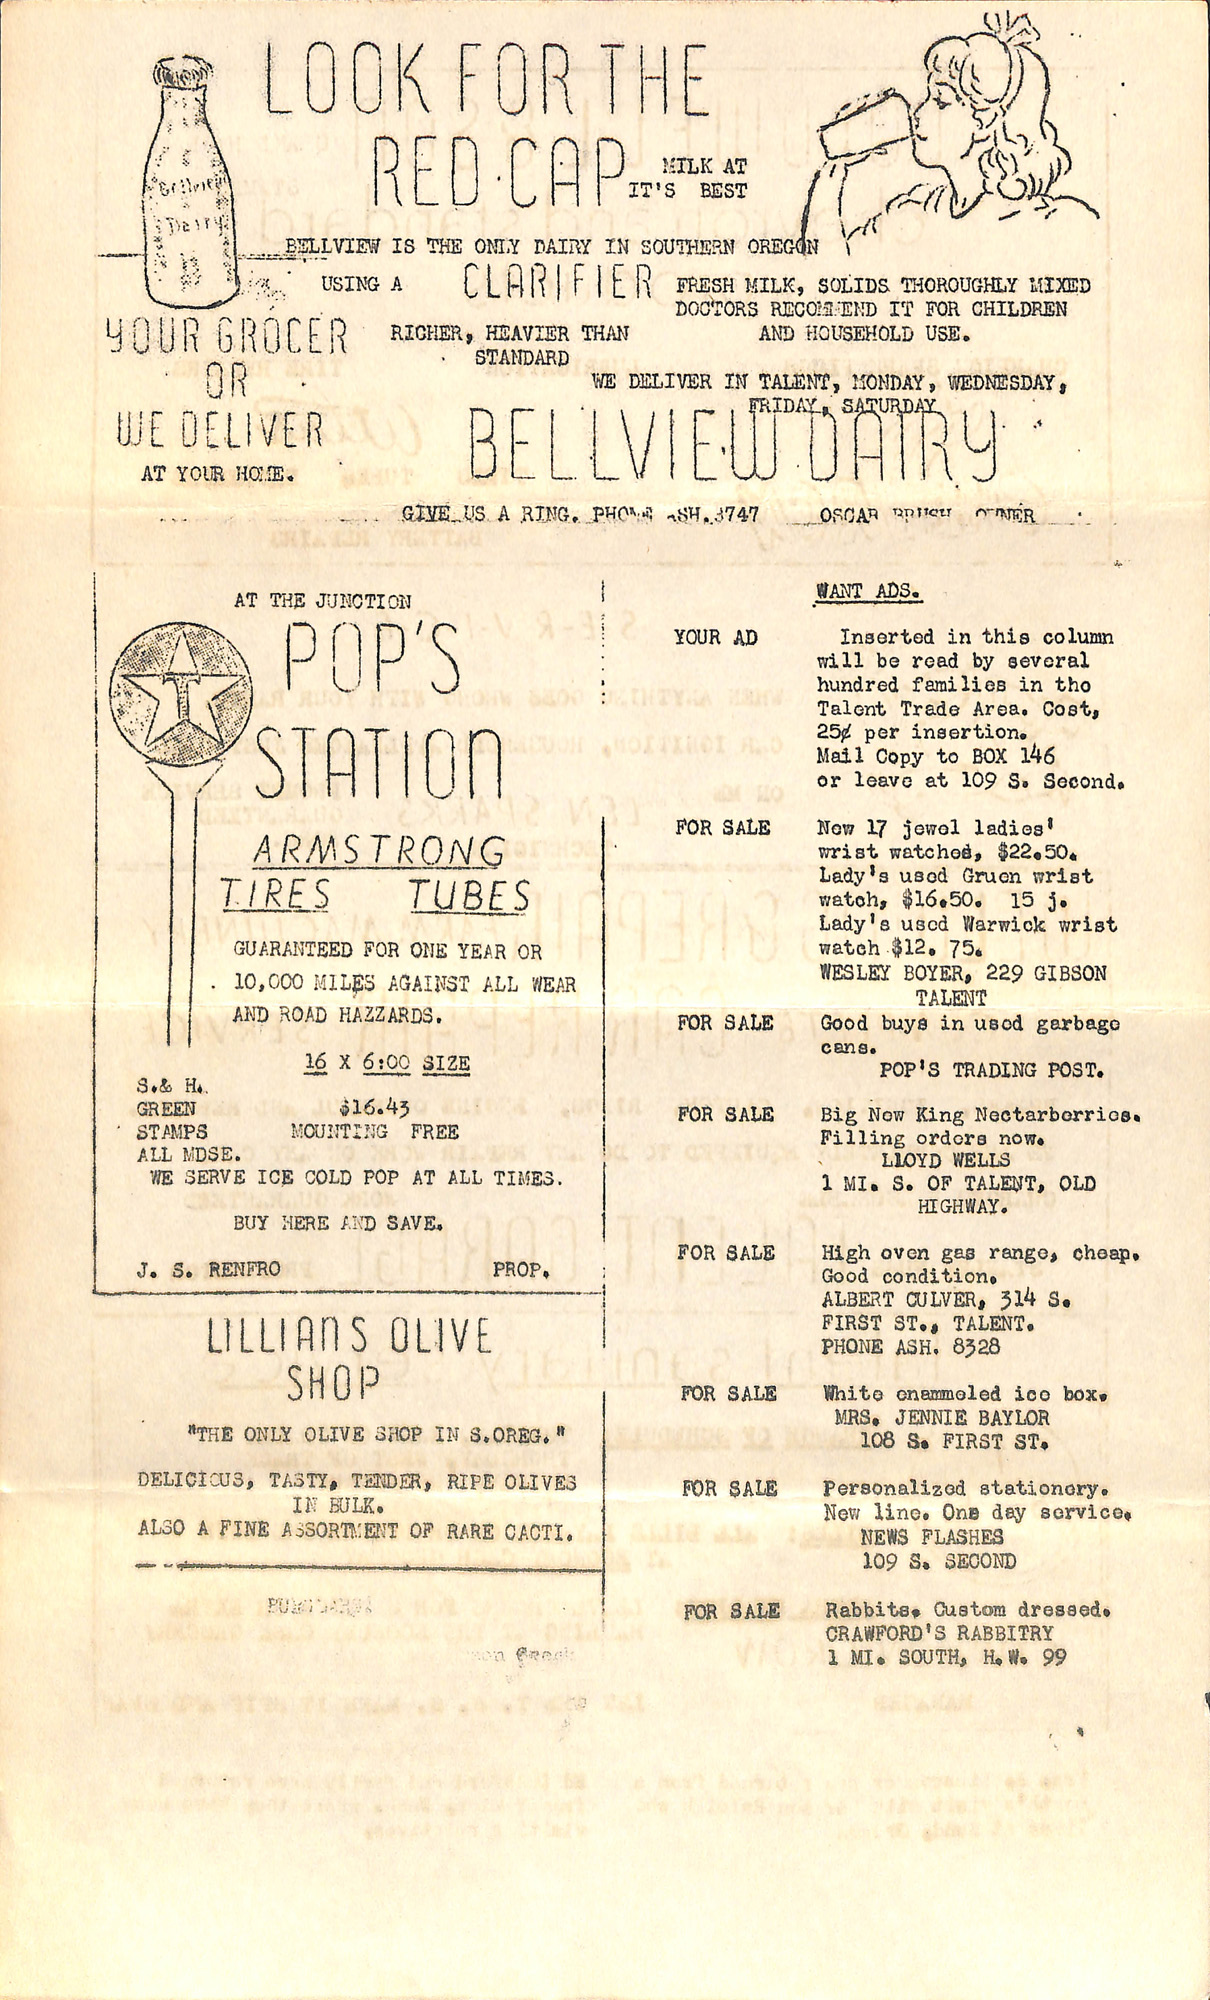 LOOK FOR THE
RED CAP
MILK AT
IT'S BEST
Bellview
Dairy
BELLVIEW IS THE ONLY DAIRY IN SOUTHERN OREGON
USING A CLARIFIER FRESH MILK, SOLIDS THOROUGHLY MIXED
DOCTORS RECOMMEND IT FOR CHILDREN
AND HOUSEHOLD USE.
RICHER, HEAVIER THAN
STANDARD
YOUR GROCER
OR
WE DELIVER
AT YOUR HOME.
WE DELIVER IN TALENT, MONDAY, WEDNESDAY,
FRIDAY, SATURDAY
BELLVIEW DAIRY
GIVE US A RING. PHONE ASH.3747 OSCAR BRUSH OWNER
AT THE JUNCTION
POP'S
STATION
T
ARMSTRONG
TIRES TUBES
GUARANTEED FOR ONE YEAR OR
10,000 MILES AGAINST ALL WEAR
AND ROAD HAZZARDS.
16 X 6:00 SIZE
S.& H.
GREEN $16.43
STAMPS MOUNTING FREE
ALL MDSE.
WE SERVE ICE COLD POP AT ALL TIMES.
BUY HERE AND SAVE.
J. S. RENFRO PROP.
LILLIANS OLIVE
SHOP
"THE ONLY OLIVE SHOP IN S.OREG."
DELICIOUS, TASTY, TENDER, RIPE OLIVES
IN BULK.
ALSO A FINE ASSORTMENT OF RARE CACTI.
WANT ADS.
YOUR AD Inserted in this column
will be read by several
hundred families in the
Talent Trade Area. Cost,
25¢ per insertion.
Mail Copy to BOX 146
or leave at 109 S. Second.
FOR SALE New 17 jewel ladies'
wrist watched, $22.50.
Lady's used Gruen wrist
watch, $16.50. 15 j.
Lady's used Warwick wrist
watch $12. 75.
WESLEY BOYER, 229 GIBSON
TALENT
FOR SALE Good buys in used garbage
cans.
POP'S TRADING POST.
FOR SALE Big New King Nectarberries.
Filling orders now.
LLOYD WELLS
1 MI. S. OF TALENT, OLD
HIGHWAY.
FOR SALE High oven gas range, cheap.
Good condition.
ALBERT CULVER, 314 S.
FIRST ST., TALENT.
PHONE ASH. 8328
FOR SALE White enammeled ice box.
MRS. JENNIE BAYLOR
108 S. FIRST ST.
FOR SALE Personalized stationery.
New line. One day service.
NEWS FLASHES
109 S. SECOND
FOR SALE Rabbits. Custom dressed.
CRAWFORD'S RABBITRY
1 MI. SOUTH, H.W. 99